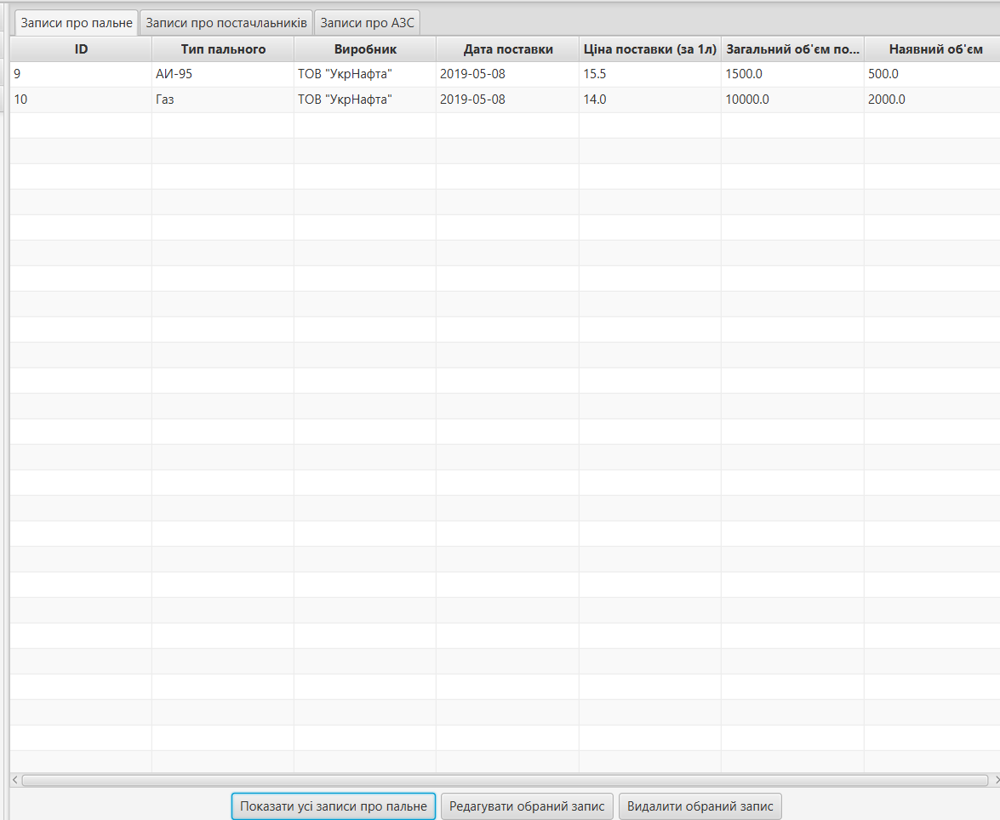 Записи про пальне Записи про постачлаьників Записи про АЗС
ID Тип пального Виробник Дата поставки Ціна поставки (за 1л) Загальний об'єм по... Наявний об'єм
9 АИ-95 ТОВ "УкрНафта" 2019-05-08 15.5 1500.0 500.0
10 Газ ТОВ "УкрНафта" 2019-05-08 14.0 10000.0 2000.0
Показати усі записи про пальне Редагувати обраний запис Видалити обраний запис